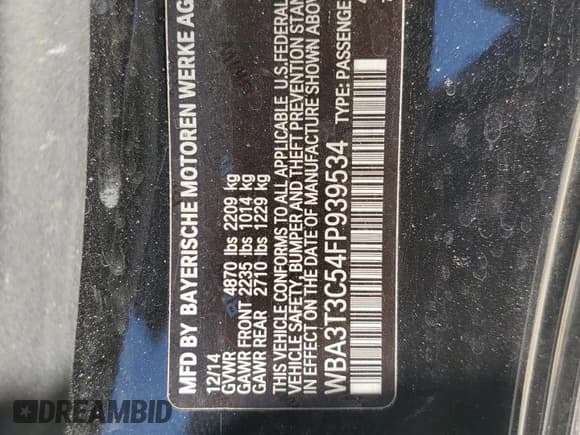 MFD BY BAYERISCHE MOTOREN WERKE AG
12/14
GVWR 4870 lbs 2209 kg
GAWR FRONT 2235 lbs 1014 kg
GAWR REAR 2710 lbs 1229 kg
THIS VEHICLE CONFORMS TO ALL APPLICABLE U.S. FEDERAL
VEHICLE SAFETY, BUMPER AND THEFT PREVENTION STAN
IN EFFECT ON THE DATE OF MANUFACTURE SHOWN ABOV
WBA3T3C54FP939534 TYPE: PASSENGE
DREAMBID